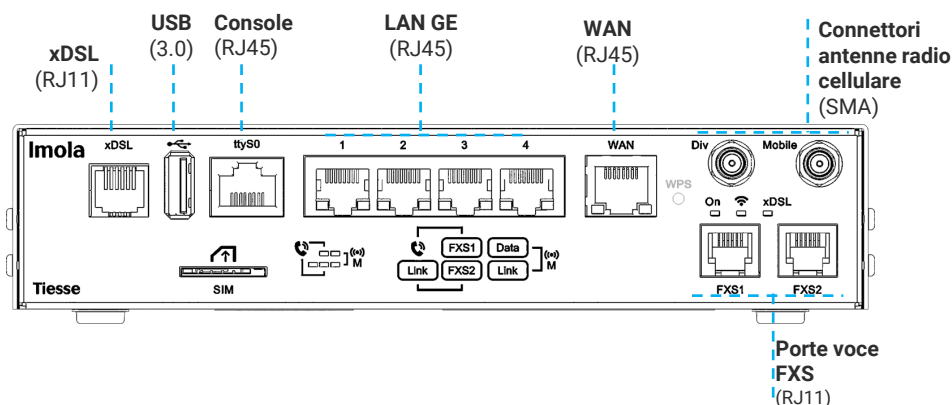 USB
(3.0)
Console
(RJ45)
LAN GE
(RJ45)
WAN
(RJ45)
Connettori
antenne radio
cellulare
(SMA)
xDSL
(RJ11)
Imola
xDSL
ttyS0
1 2 3 4
WAN
Div
Mobile
WPS
On
xDSL
M
FXS1 Data
Link FXS2 Link
M
Tiesse
SIM
FXS1
FXS2
Porte voce
FXS
(RJ11)